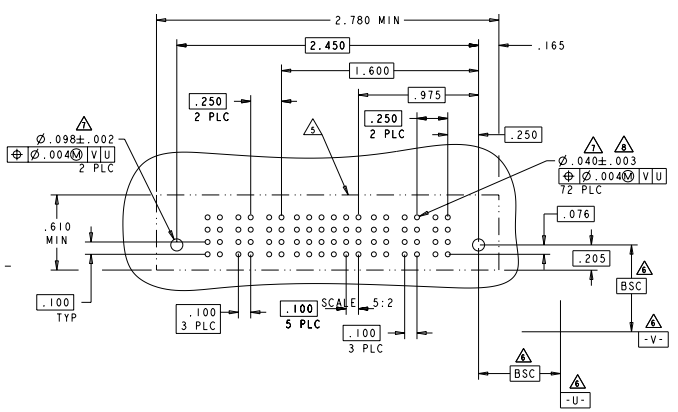 2.780 MIN
2.450
.165
1.600
.975
.250
2 PLC
.250
2 PLC
.250
7
5
7 8
Ø.098±.002
⌖ Ø.004Ⓜ V U
2 PLC
Ø.040±.003
⌖ Ø.004Ⓜ V U
72 PLC
.610
MIN
.076
.205
6
BSC
.100
TYP
.100
3 PLC
.100
5 PLC
SCALE 5:2
.100
3 PLC
6
-V-
6
BSC
6
-U-